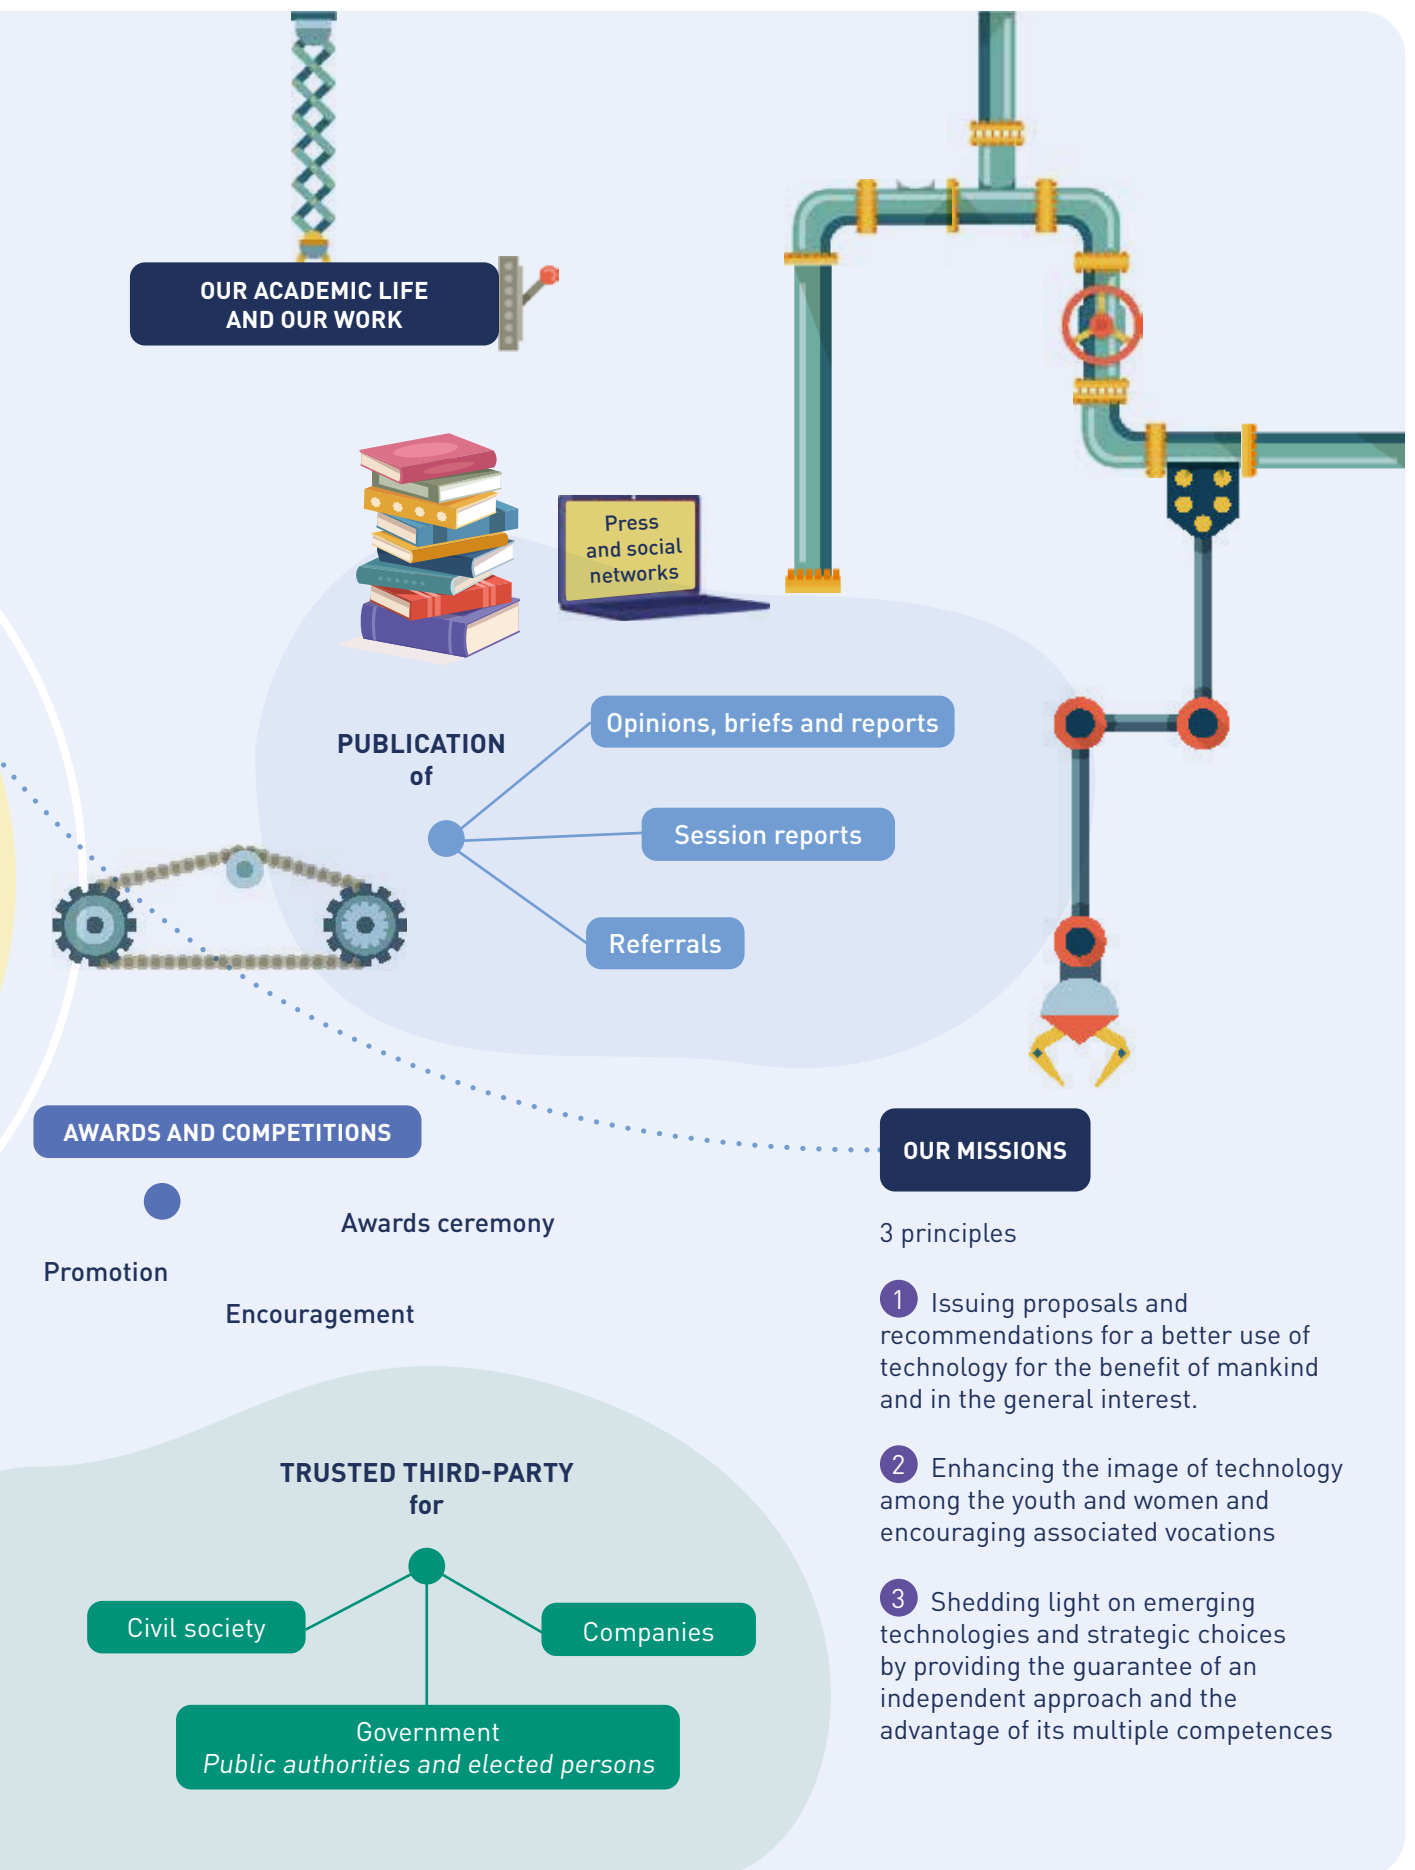 OUR ACADEMIC LIFE
AND OUR WORK
Press
and social
networks
PUBLICATION
of
Opinions, briefs and reports
Session reports
Referrals
AWARDS AND COMPETITIONS
Awards ceremony
Promotion
Encouragement
TRUSTED THIRD-PARTY
for
Civil society
Companies
Government
Public authorities and elected persons
OUR MISSIONS
3 principles
1 Issuing proposals and
recommendations for a better use of
technology for the benefit of mankind
and in the general interest.
2 Enhancing the image of technology
among the youth and women and
encouraging associated vocations
3 Shedding light on emerging
technologies and strategic choices
by providing the guarantee of an
independent approach and the
advantage of its multiple competences